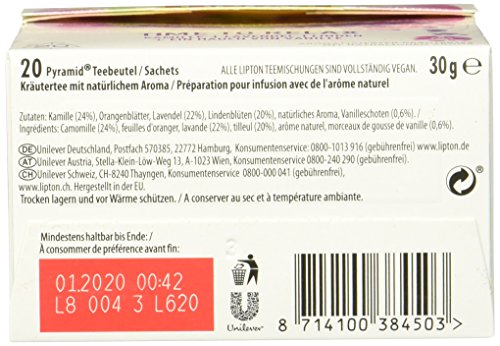 TIME TO RELAX
20 Pyramid® Teebeutel / Sachets
ALLE LIPTON TEEMISCHUNGEN SIND VOLLSTÄNDIG VEGAN.
30g e
Kräutertee mit natürlichem Aroma / Préparation pour infusion avec de l'arôme naturel
Zutaten: Kamille (24%), Orangenblätter, Lavendel (22%), Lindenblüten (20%), natürliches Aroma, Vanilleschoten (0,6%). /
Ingrédients: Camomille (24%), feuilles d'oranger, lavande (22%), tilleul (20%), arôme naturel, morceaux de gousse de vanille (0,6%).
DE Unilever Deutschland, Postfach 570385, 22772 Hamburg, Konsumentenservice: 0800-1013 916 (gebührenfrei), www.lipton.de.
AT Unilever Austria, Stella-Klein-Löw-Weg 13, A-1023 Wien, Konsumentenservice: 0800-240 290 (gebührenfrei).
CH Unilever Schweiz, CH-8240 Thayngen, Konsumentenservice: 0800-000 041 (gebührenfrei),
www.lipton.ch. Hergestellt in der EU.
Trocken lagern und vor Wärme schützen. / A conserver au sec et à température ambiante.
Mindestens haltbar bis Ende: /
À consommer de préférence avant fin:
01.2020 00:42
L8 004 3 L620
Unilever
8 714100 384503 >